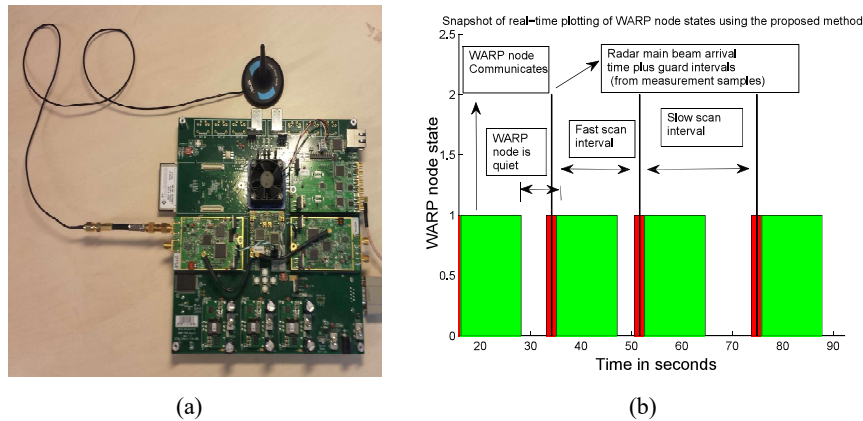 Snapshot of real-time plotting of WARP node states using the proposed method
2.5
2
1.5
1
0.5
0
WARP node state
WARP node
Communicates
Radar main beam arrival
time plus guard intervals
(from measurement samples)
WARP
node is
quiet
Fast scan
interval
Slow scan
interval
20 30 40 50 60 70 80 90
Time in seconds
(a) (b)